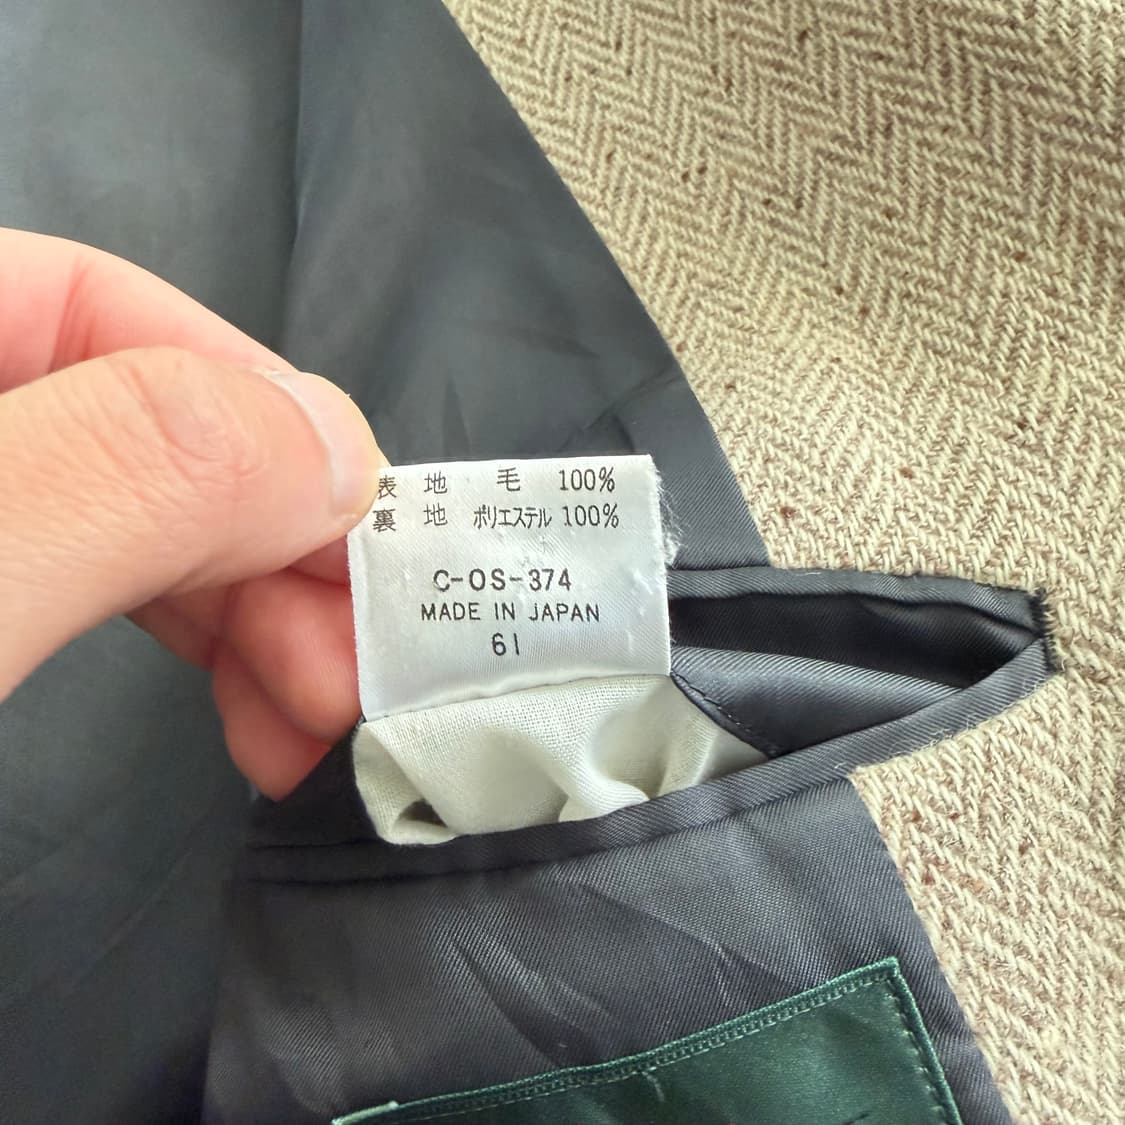 表 地 毛 100%
裏 地 ポリエステル 100%
C-OS-374
MADE IN JAPAN
61